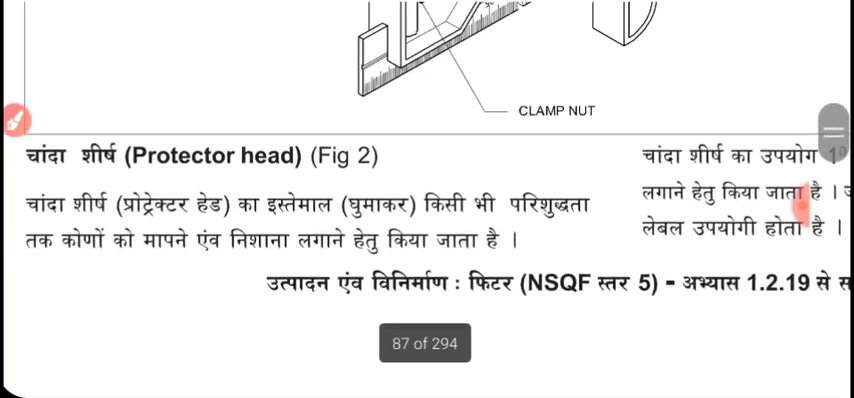 CLAMP NUT
चांदा शीर्ष (Protector head) (Fig 2)
चांदा शीर्ष (प्रोट्रेक्टर हेड) का इस्तेमाल (घुमाकर) किसी भी परिशुद्धता
तक कोणों को मापने एंव निशाना लगाने हेतु किया जाता है ।
चांदा शीर्ष का उपयोग 1º
लगाने हेतु किया जाता है ।
लेबल उपयोगी होता है ।
उत्पादन एंव विनिर्माण : फिटर (NSQF स्तर 5) - अभ्यास 1.2.19 से
87 of 294